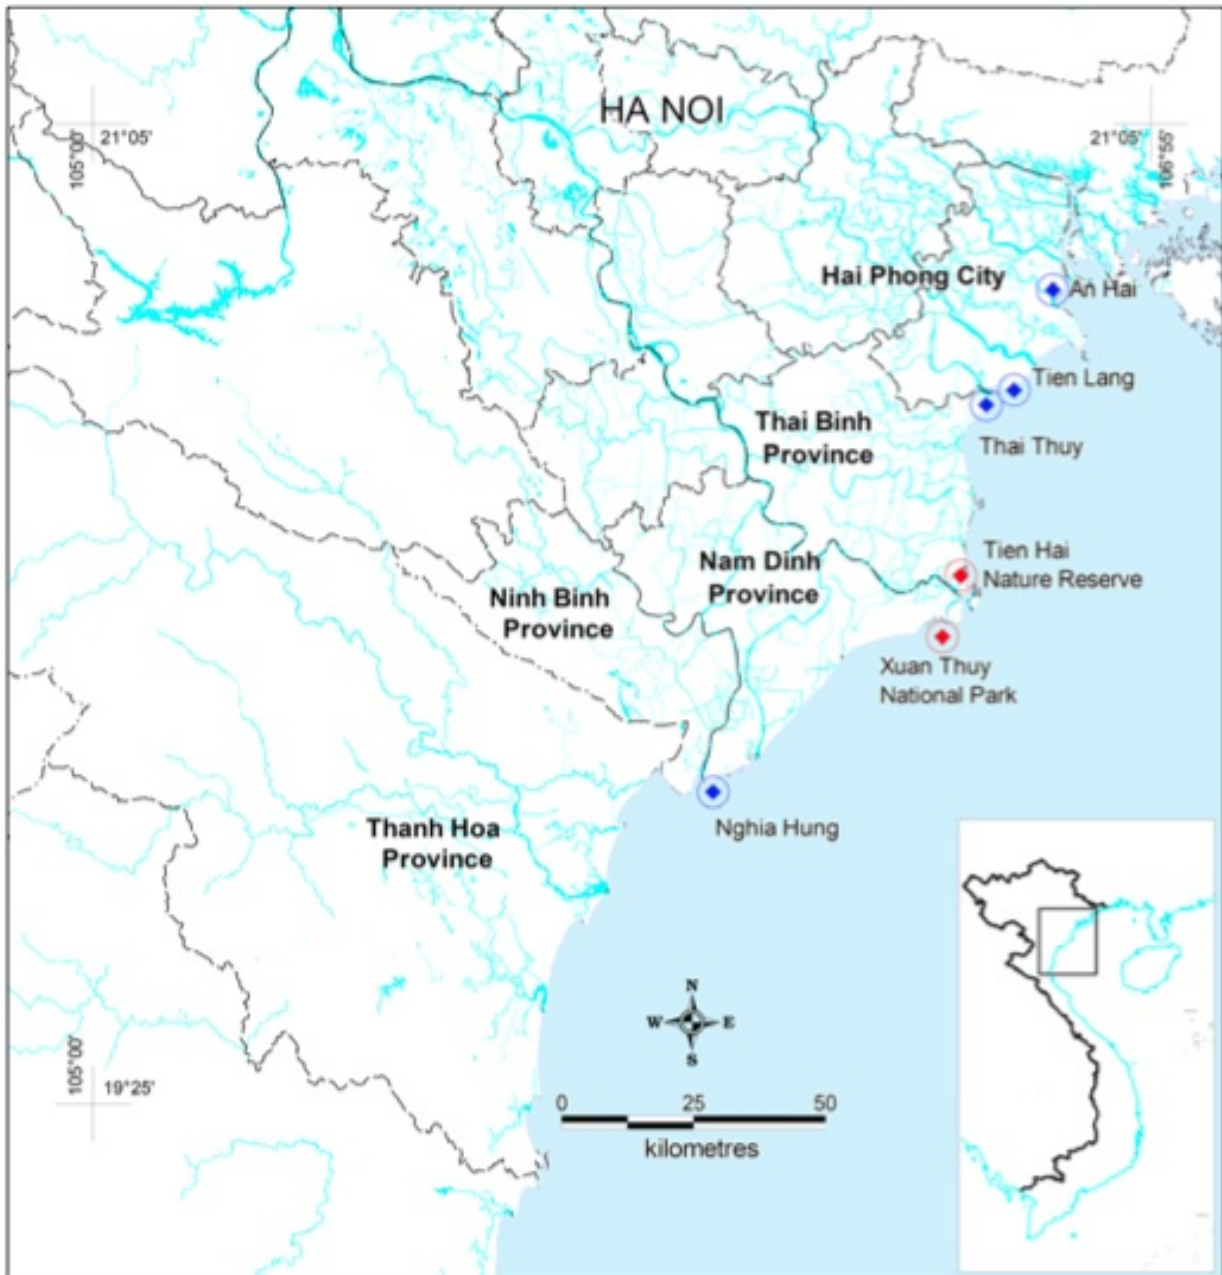 HA NOI
21°05'
105°00'
21°05'
106°55'
Hai Phong City
An Hai
Tien Lang
Thai Binh
Province
Thai Thuy
Tien Hai
Nature Reserve
Nam Dinh
Province
Ninh Binh
Province
Xuan Thuy
National Park
Nghia Hung
Thanh Hoa
Province
N
W
E
S
105°00'
19°25'
0
25
50
kilometres